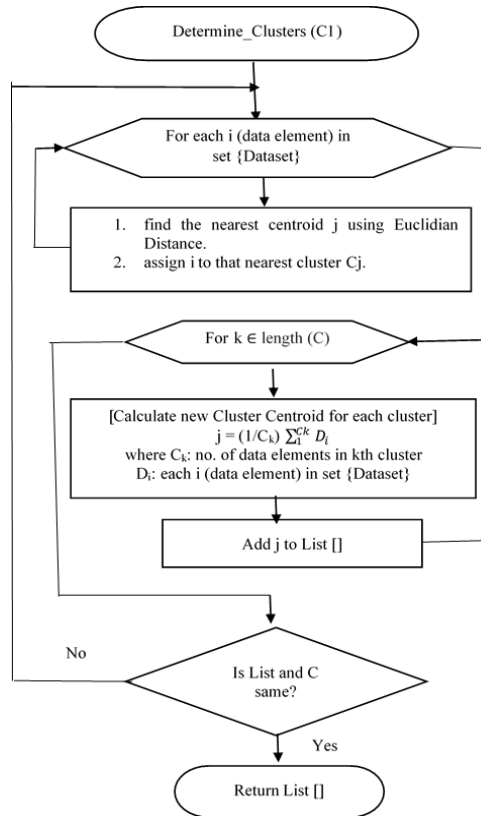 Determine_Clusters (C1)
For each i (data element) in
set {Dataset}
1. find the nearest centroid j using Euclidian
Distance.
2. assign i to that nearest cluster Cj.
For k ∈ length (C)
[Calculate new Cluster Centroid for each cluster]
j = (1/Cₖ) ∑₁ᶜᵏ Dᵢ
where Cₖ: no. of data elements in kth cluster
Dᵢ: each i (data element) in set {Dataset}
Add j to List []
No
Is List and C
same?
Yes
Return List []